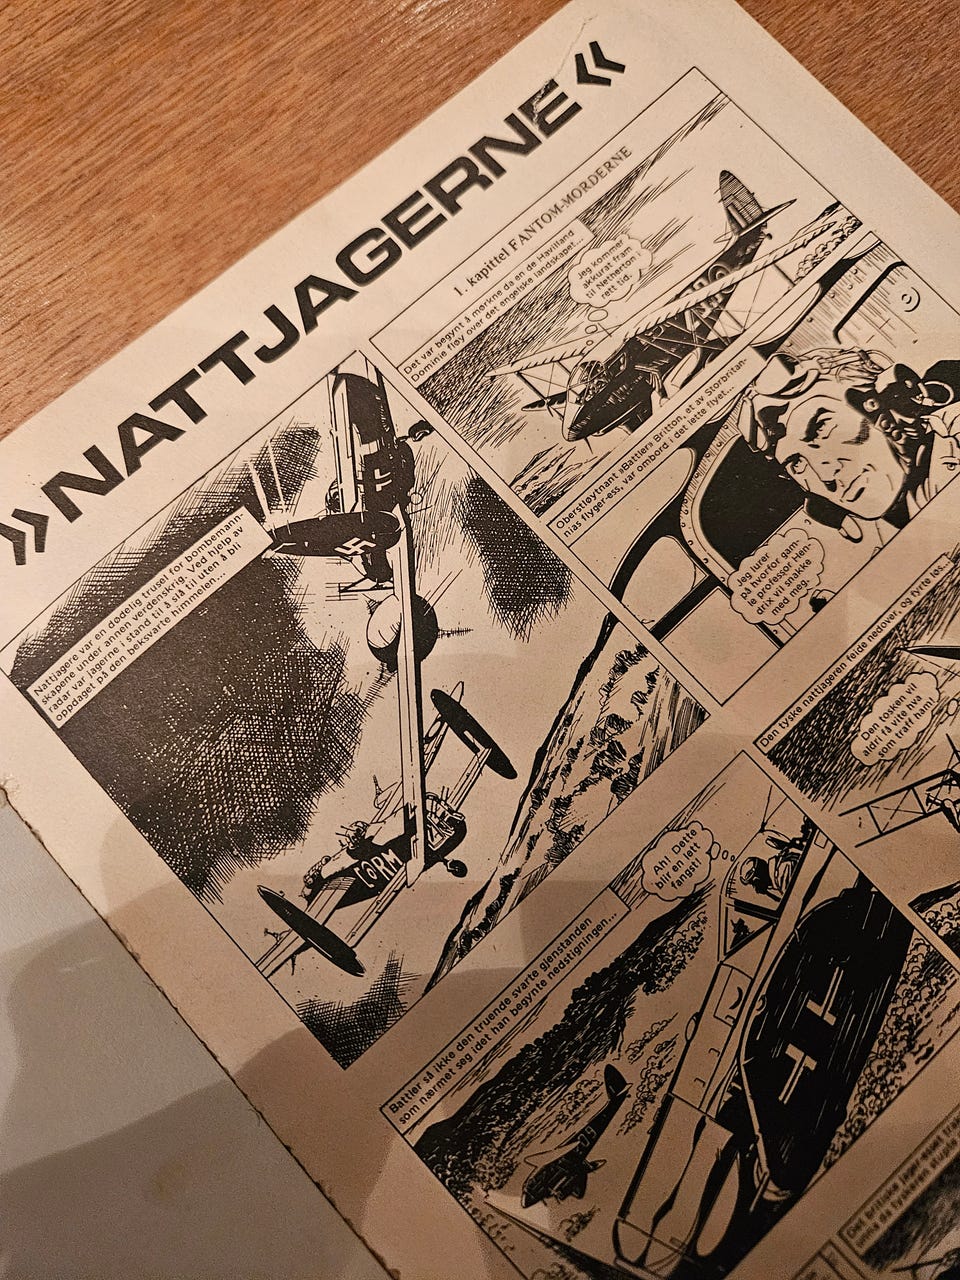 »NATTJAGERNE«
1. kapittel FANTOM-MORDERNE
Nattjagere var en dødelig trusel for bombemann-
skapene under annen verdenskrig. Ved hjelp av
radar var jagerne i stand til å slå til uten å bli
oppdaget på den beksvarte himmelen...
CORM
Det var begynt å mørkne da en de Havilland
Dominie fløy over det engelske landskapet...
Jeg kommer
akkurat fram
til Netherton i
rett tid.
Oberstløytnant »Battler» Britton, et av Storbritan-
nias flyger-ess, var ombord i det lette flyet...
Jeg lurer
på hvorfor gam-
le professor Hen-
drix vil snakke
med meg.
Battler så ikke den truende svarte gjenstanden
som nærmet seg idet han begynte nedstigningen...
Ah! Dette
blir en lett
fangst!
Den tyske nattjageren feide nedover, og fyrte løs...
Den tosken vil
aldri få vite hva
som traff ham!
Det britiske